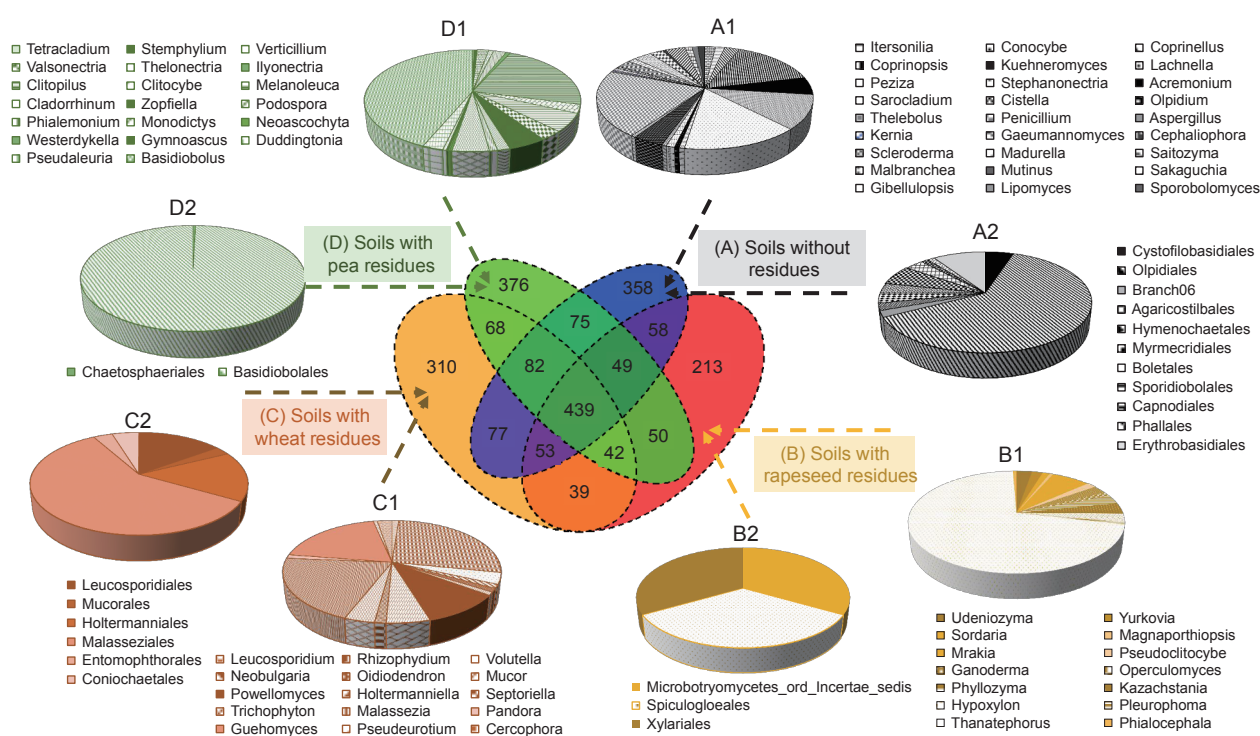 D1
A1
Tetracladium Stemphylium Verticillium
Valsonectria Thelonectria Ilyonectria
Clitopilus Clitocybe Melanoleuca
Cladorrhinum Zopfiella Podospora
Phialemonium Monodictys Neoascochyta
Westerdykella Gymnoascus Duddingtonia
Pseudaleuria Basidiobolus
Itersonilia Conocybe Coprinellus
Coprinopsis Kuehneromyces Lachnella
Peziza Stephanonectria Acremonium
Sarocladium Cistella Olpidium
Thelebolus Penicillium Aspergillus
Kernia Gaeumannomyces Cephaliophora
Scleroderma Madurella Saitozyma
Malbranchea Mutinus Sakaguchia
Gibellulopsis Lipomyces Sporobolomyces
D2
(D) Soils with
pea residues
(A) Soils without
residues
A2
Chaetosphaeriales Basidiobolales
Cystofilobasidiales
Olpidiales
Branch06
Agaricostilbales
Hymenochaetales
Myrmecridiales
Boletales
Sporidiobolales
Capnodiales
Phallales
Erythrobasidiales
376
358
68
75
58
310
82
49
213
439
77
53
42
50
39
(C) Soils with
wheat residues
(B) Soils with
rapeseed residues
C2
Leucosporidiales
Mucorales
Holtermanniales
Malasseziales
Entomophthorales
Coniochaetales
C1
Leucosporidium Rhizophydium Volutella
Neobulgaria Oidiodendron Mucor
Powellomyces Holtermanniella Septoriella
Trichophyton Malassezia Pandora
Guehomyces Pseudeurotium Cercophora
B2
Microbotryomycetes_ord_Incertae_sedis
Spiculogloeales
Xylariales
B1
Udeniozyma Yurkovia
Sordaria Magnaporthiopsis
Mrakia Pseudoclitocybe
Ganoderma Operculomyces
Phyllozyma Kazachstania
Hypoxylon Pleurophoma
Thanatephorus Phialocephala